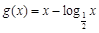 g(x) = x − log_{1/2} x